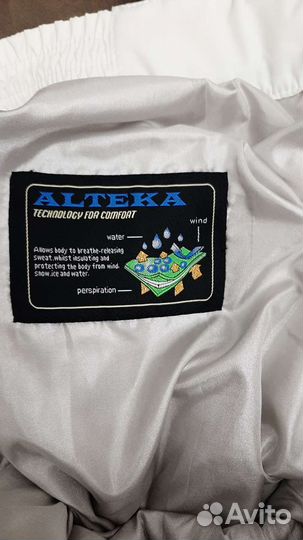 ALTEKA
TECHNOLOGY FOR COMFORT
wind
water
Allows body to breathe-releasing
sweat.whist insulating and
protecting the body from wind.
snow.ice and water.
perspiration
Avito